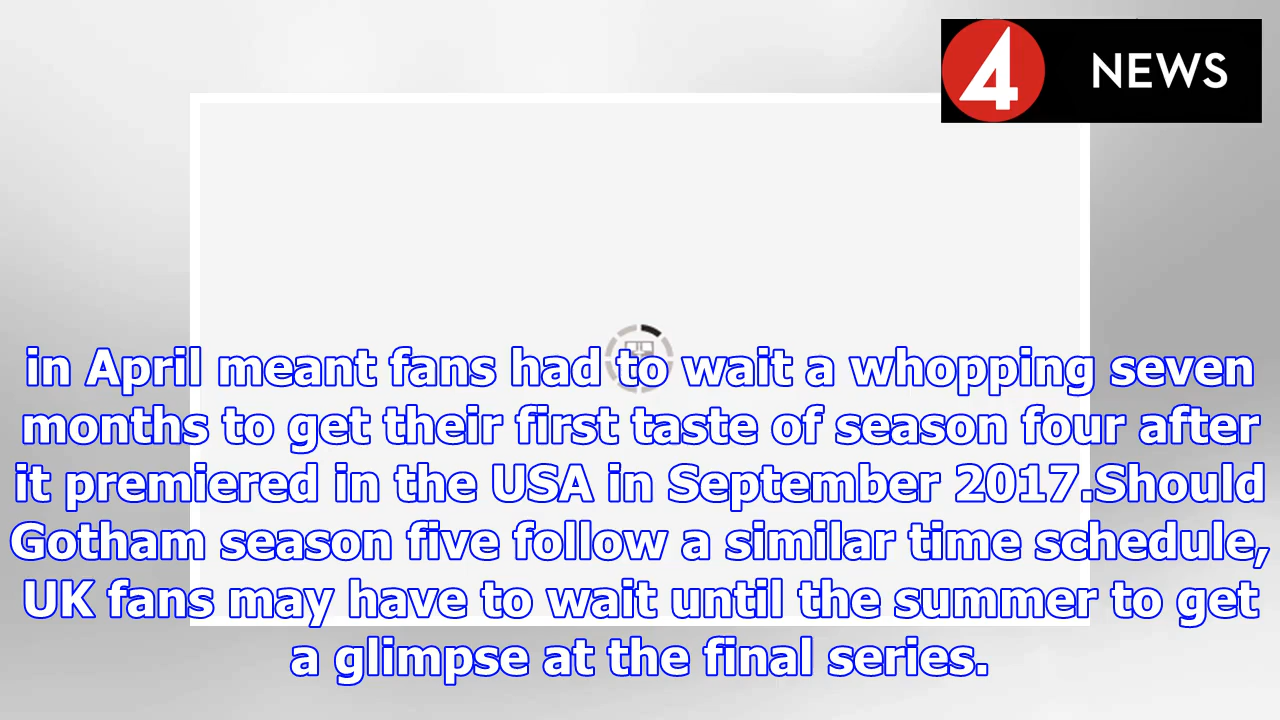 4 NEWS
in April meant fans had to wait a whopping seven
months to get their first taste of season four after
it premiered in the USA in September 2017.Should
Gotham season five follow a similar time schedule,
UK fans may have to wait until the summer to get
a glimpse at the final series.